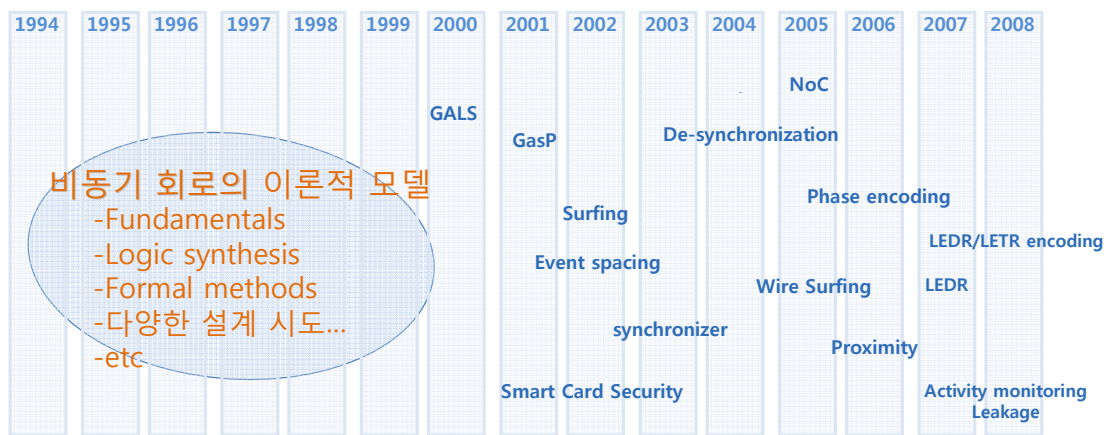 1994 1995 1996 1997 1998 1999 2000 2001 2002 2003 2004 2005 2006 2007 2008
NoC
GALS
GasP
De-synchronization
비동기 회로의 이론적 모델
-Fundamentals
-Logic synthesis
-Formal methods
-다양한 설계 시도...
-etc
Phase encoding
Surfing
LEDR/LETR encoding
Event spacing
Wire Surfing
LEDR
synchronizer
Proximity
Smart Card Security
Activity monitoring
Leakage